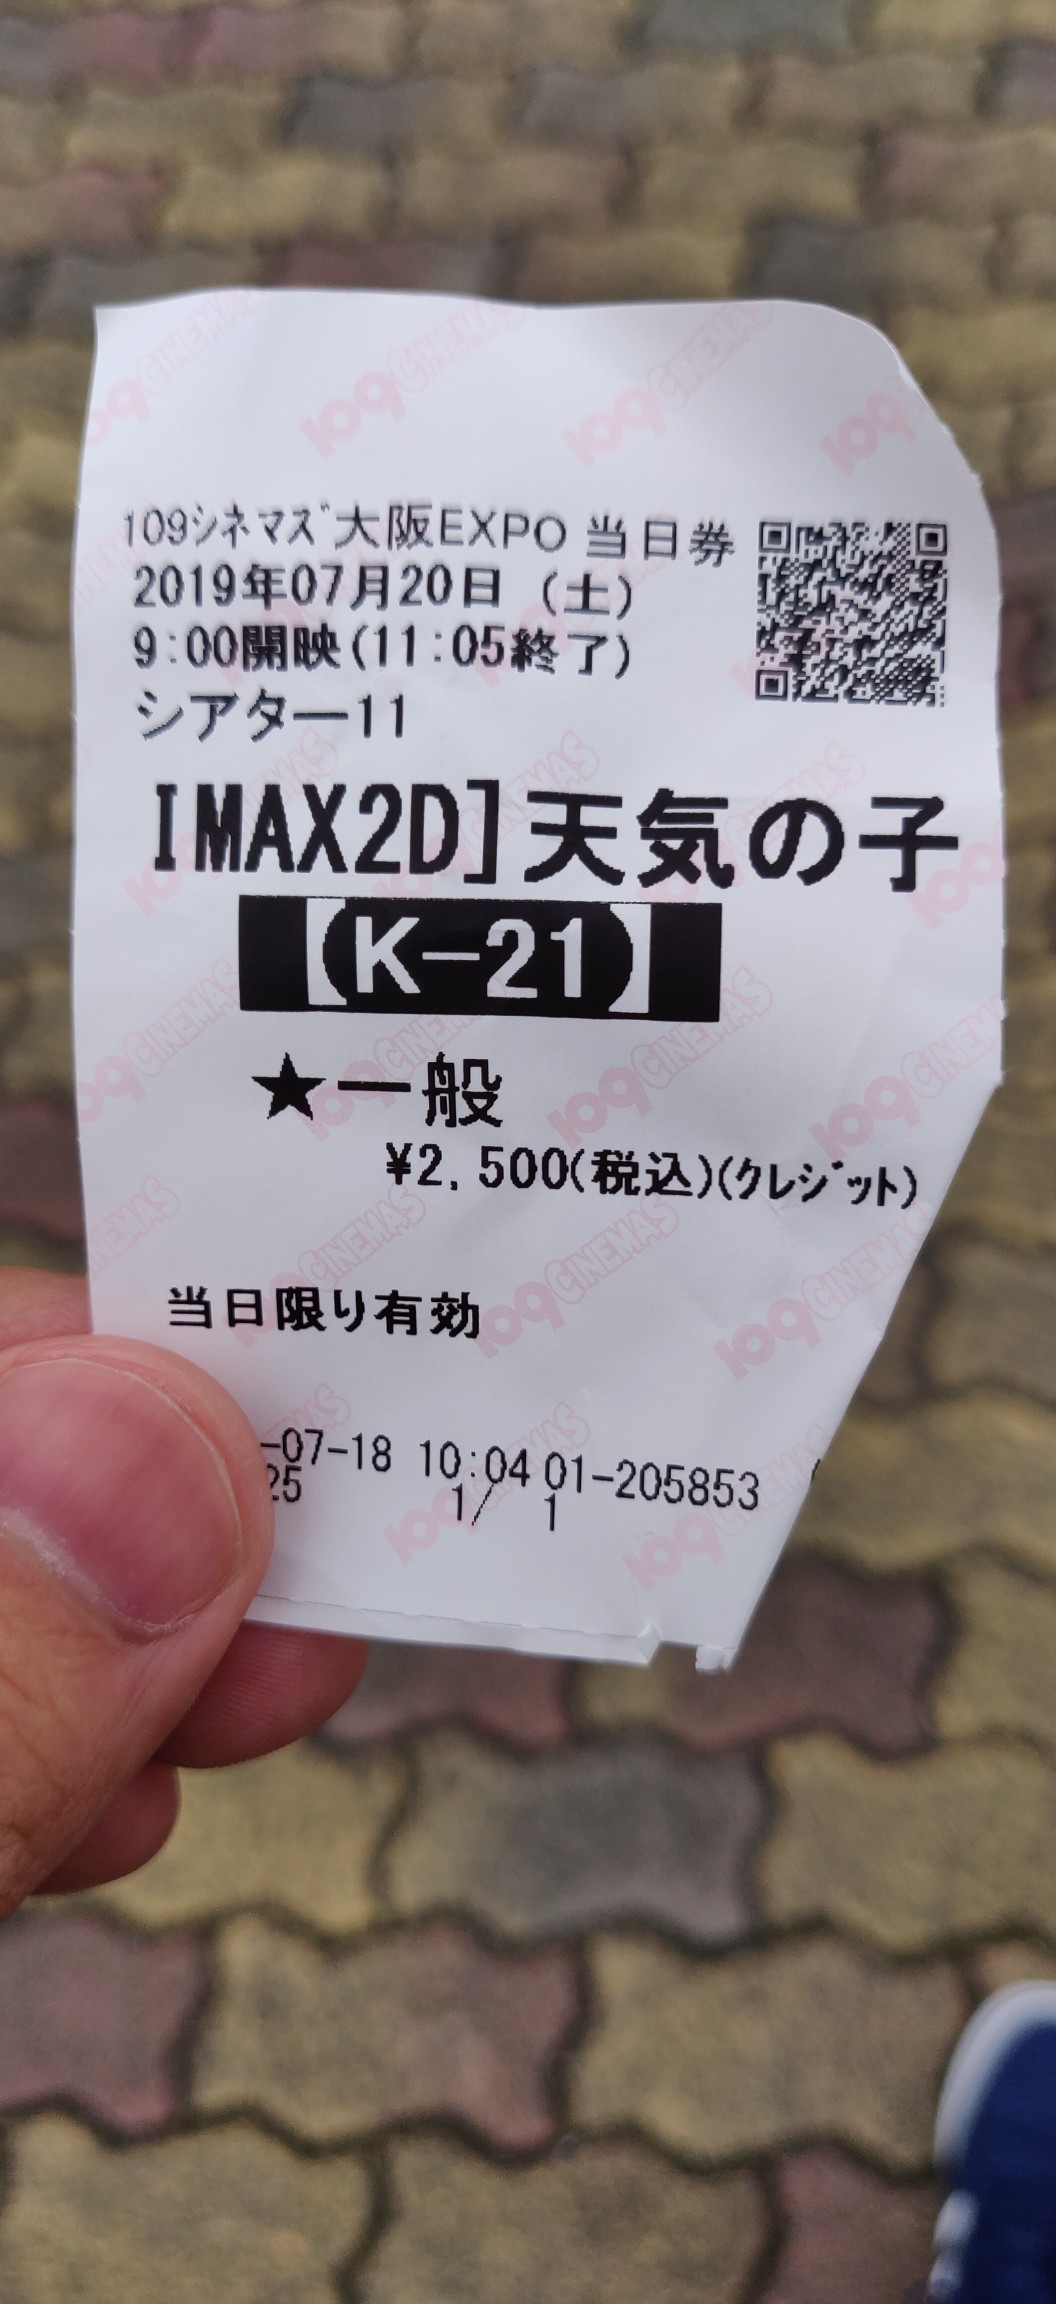 109ｼﾈﾏｽﾞ大阪EXPO 当日券
2019年07月20日 (土)
9:00開映(11:05終了)
シアター11
IMAX2D]天気の子
【(K-21)】
★一般
¥2,500(税込)(ｸﾚｼﾞｯﾄ)
当日限り有効
-07-18 10:04 01-205853
25 1/ 1
109CINEMAS